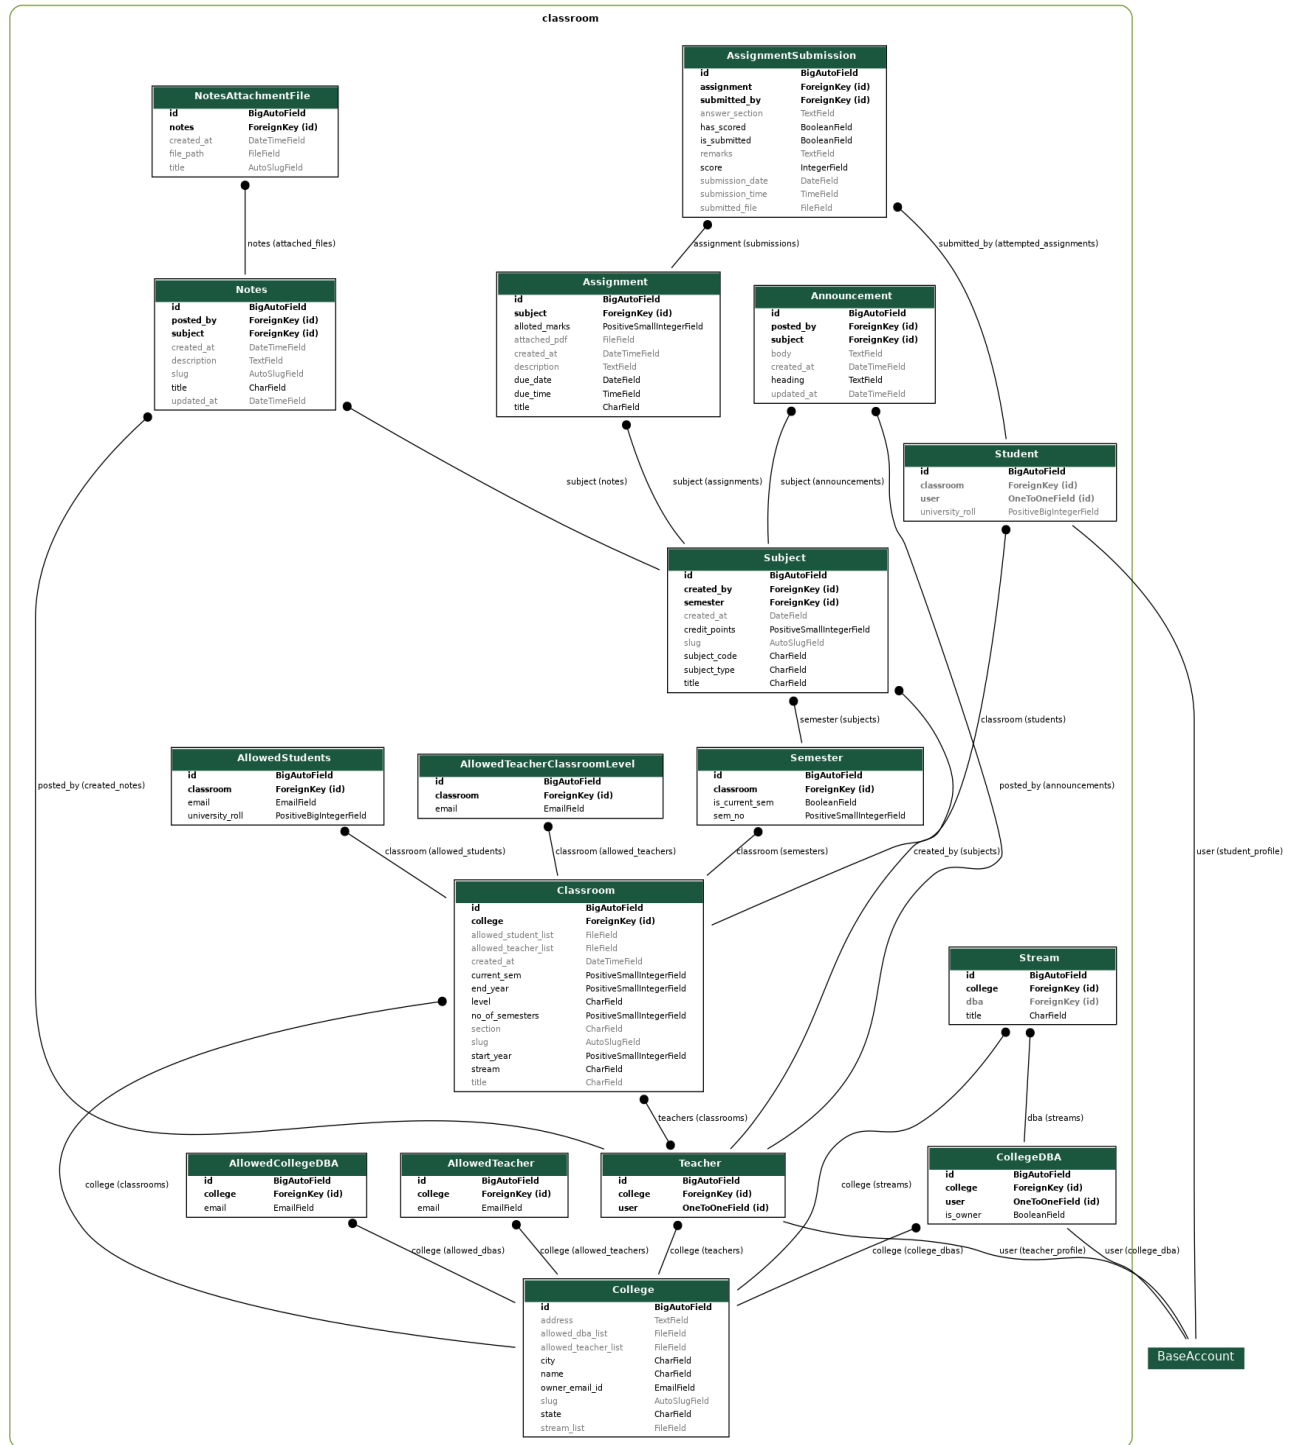 classroom
AssignmentSubmission
id BigAutoField
assignment ForeignKey (id)
submitted_by ForeignKey (id)
answer_section TextField
has_scored BooleanField
is_submitted BooleanField
remarks TextField
score IntegerField
submission_date DateField
submission_time TimeField
submitted_file FileField
NotesAttachmentFile
id BigAutoField
notes ForeignKey (id)
created_at DateTimeField
file_path FileField
title AutoSlugField
notes (attached_files)
assignment (submissions)
submitted_by (attempted_assignments)
Notes
id BigAutoField
posted_by ForeignKey (id)
subject ForeignKey (id)
created_at DateTimeField
description TextField
slug AutoSlugField
title CharField
updated_at DateTimeField
Assignment
id BigAutoField
subject ForeignKey (id)
alloted_marks PositiveSmallIntegerField
attached_pdf FileField
created_at DateTimeField
description TextField
due_date DateField
due_time TimeField
title CharField
Announcement
id BigAutoField
posted_by ForeignKey (id)
subject ForeignKey (id)
body TextField
created_at DateTimeField
heading TextField
updated_at DateTimeField
Student
id BigAutoField
classroom ForeignKey (id)
user OneToOneField (id)
university_roll PositiveBigIntegerField
subject (notes)
subject (assignments)
subject (announcements)
Subject
id BigAutoField
created_by ForeignKey (id)
semester ForeignKey (id)
created_at DateField
credit_points PositiveSmallIntegerField
slug AutoSlugField
subject_code CharField
subject_type CharField
title CharField
semester (subjects)
classroom (students)
posted_by (created_notes)
posted_by (announcements)
AllowedStudents
id BigAutoField
classroom ForeignKey (id)
email EmailField
university_roll PositiveBigIntegerField
AllowedTeacherClassroomLevel
id BigAutoField
classroom ForeignKey (id)
email EmailField
Semester
id BigAutoField
classroom ForeignKey (id)
is_current_sem BooleanField
sem_no PositiveSmallIntegerField
classroom (allowed_students)
classroom (allowed_teachers)
classroom (semesters)
created_by (subjects)
user (student_profile)
Classroom
id BigAutoField
college ForeignKey (id)
allowed_student_list FileField
allowed_teacher_list FileField
created_at DateTimeField
current_sem PositiveSmallIntegerField
end_year PositiveSmallIntegerField
level CharField
no_of_semesters PositiveSmallIntegerField
section CharField
slug AutoSlugField
start_year PositiveSmallIntegerField
stream CharField
title CharField
Stream
id BigAutoField
college ForeignKey (id)
dba ForeignKey (id)
title CharField
teachers (classrooms)
dba (streams)
AllowedCollegeDBA
id BigAutoField
college ForeignKey (id)
email EmailField
AllowedTeacher
id BigAutoField
college ForeignKey (id)
email EmailField
Teacher
id BigAutoField
college ForeignKey (id)
user OneToOneField (id)
CollegeDBA
id BigAutoField
college ForeignKey (id)
user OneToOneField (id)
is_owner BooleanField
college (classrooms)
college (streams)
college (allowed_dbas)
college (allowed_teachers)
college (teachers)
college (college_dbas)
user (teacher_profile)
user (college_dba)
College
id BigAutoField
address TextField
allowed_dba_list FileField
allowed_teacher_list FileField
city CharField
name CharField
owner_email_id EmailField
slug AutoSlugField
state CharField
stream_list FileField
BaseAccount